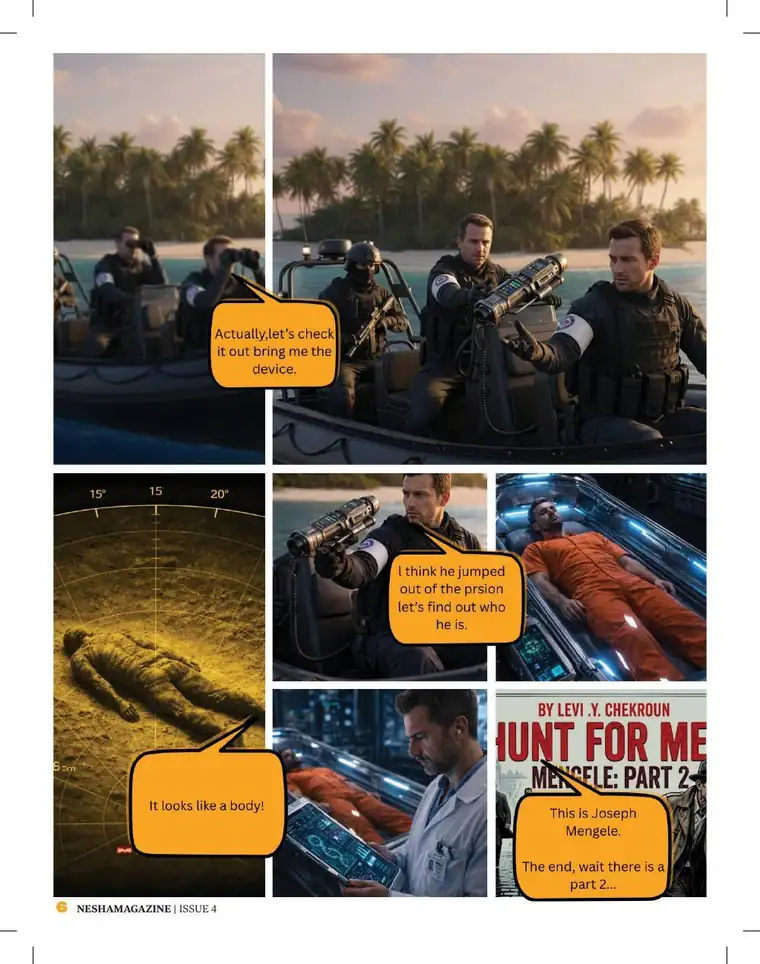 Actually,let's check
it out bring me the
device.
15°
15
20°
I think he jumped
out of the prsion
let's find out who
he is.
It looks like a body!
BY LEVI .Y. CHEKROUN
HUNT FOR ME
MENGELE: PART 2
This is Joseph
Mengele.
The end, wait there is a
part 2...
6 NESHAMAGAZINE | ISSUE 4